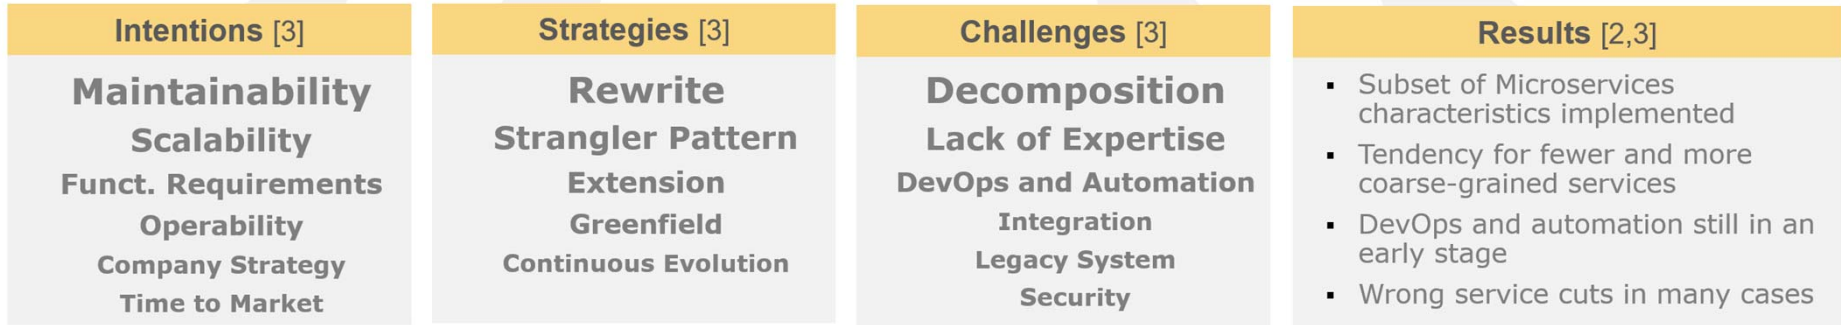 Intentions [3]
Maintainability
Scalability
Funct. Requirements
Operability
Company Strategy
Time to Market
Strategies [3]
Rewrite
Strangler Pattern
Extension
Greenfield
Continuous Evolution
Challenges [3]
Decomposition
Lack of Expertise
DevOps and Automation
Integration
Legacy System
Security
Results [2,3]
▪ Subset of Microservices
characteristics implemented
▪ Tendency for fewer and more
coarse-grained services
▪ DevOps and automation still in an
early stage
▪ Wrong service cuts in many cases